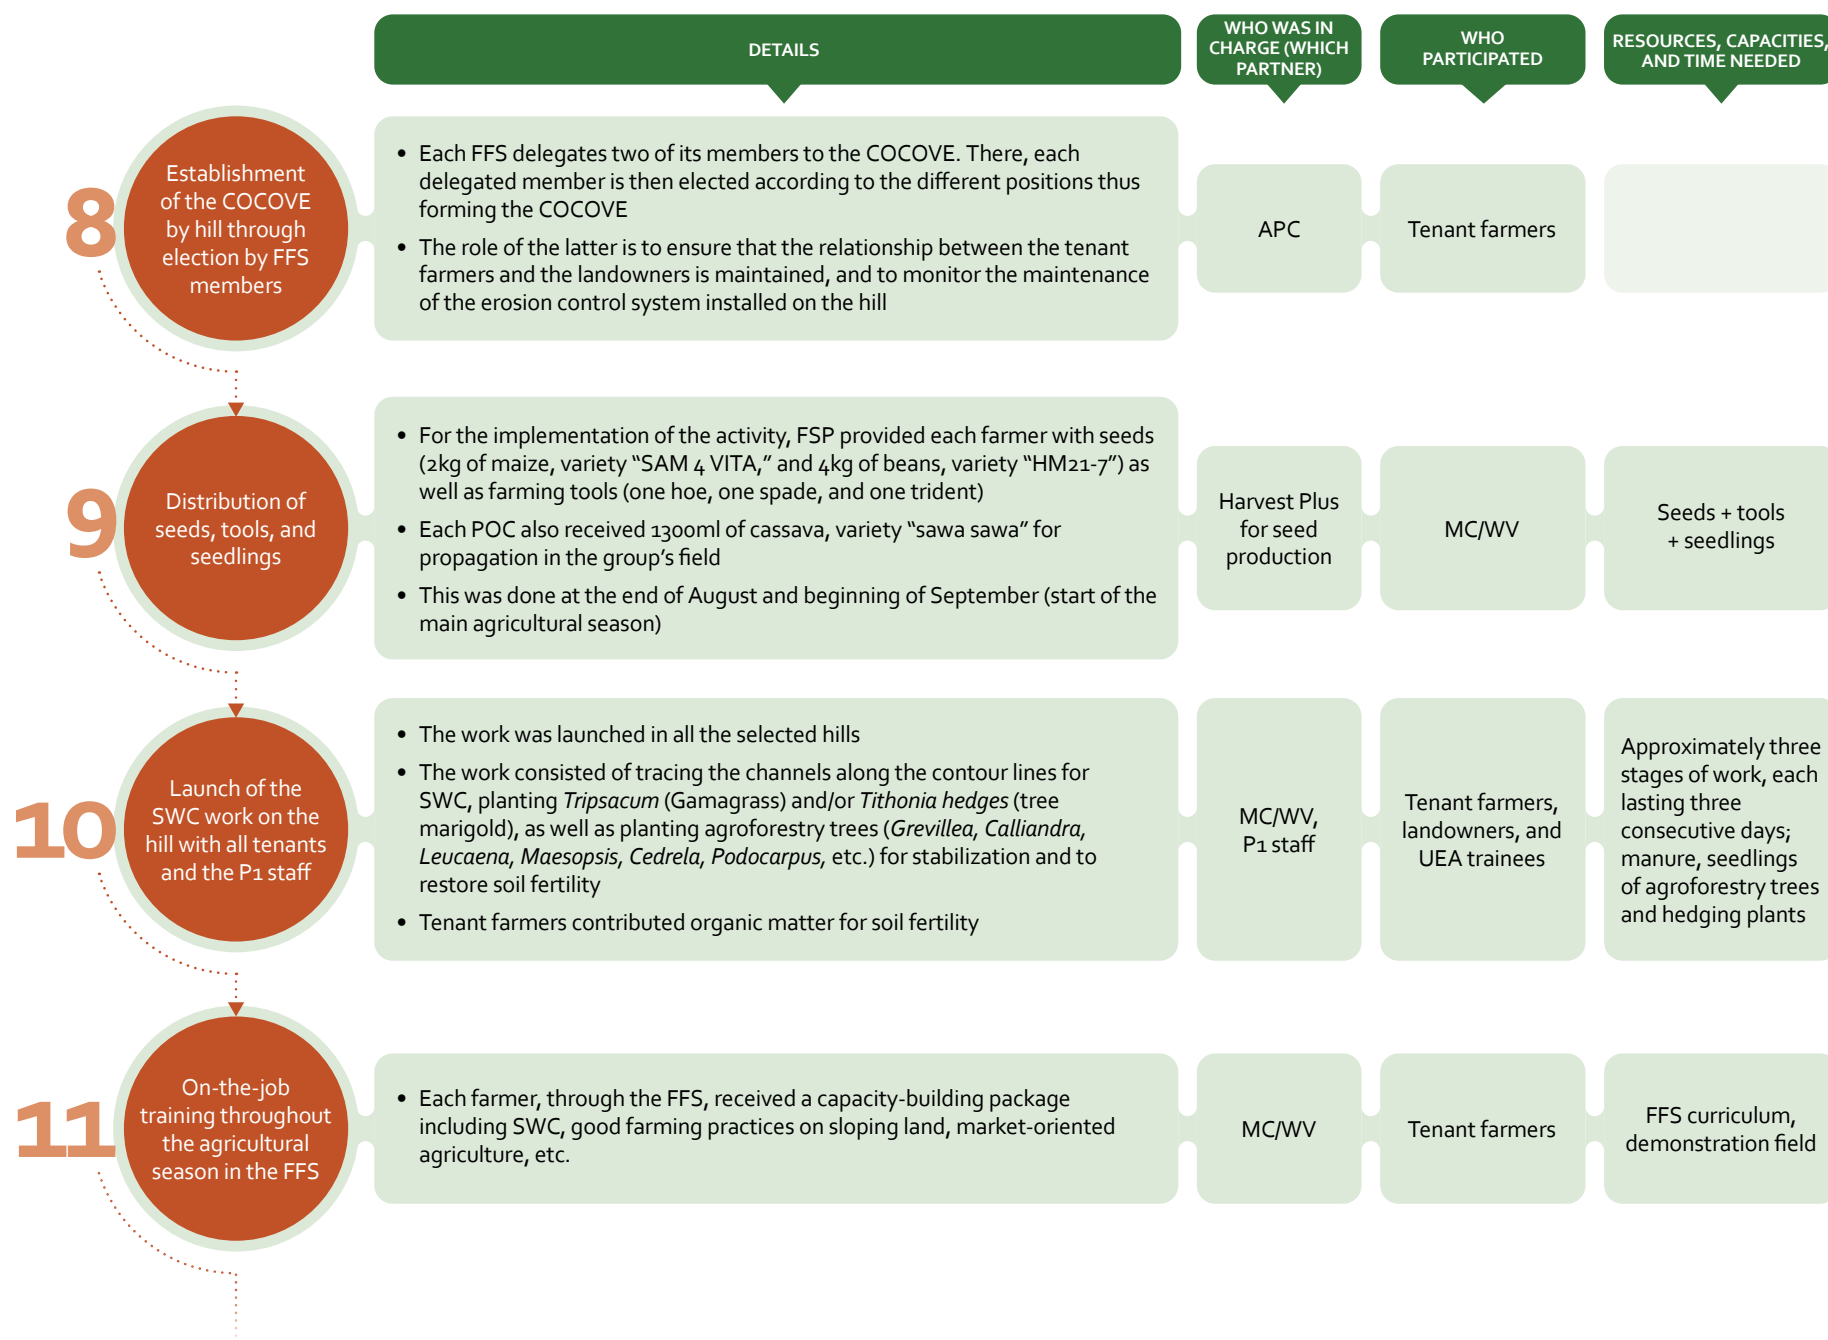 DETAILS
WHO WAS IN
CHARGE (WHICH
PARTNER)
WHO
PARTICIPATED
RESOURCES, CAPACITIES,
AND TIME NEEDED
8
Establishment
of the COCOVE
by hill through
election by FFS
members
• Each FFS delegates two of its members to the COCOVE. There, each
delegated member is then elected according to the different positions thus
forming the COCOVE
• The role of the latter is to ensure that the relationship between the tenant
farmers and the landowners is maintained, and to monitor the maintenance
of the erosion control system installed on the hill
APC
Tenant farmers
9
Distribution of
seeds, tools, and
seedlings
• For the implementation of the activity, FSP provided each farmer with seeds
(2kg of maize, variety “SAM 4 VITA,” and 4kg of beans, variety “HM21-7”) as
well as farming tools (one hoe, one spade, and one trident)
• Each POC also received 1300ml of cassava, variety “sawa sawa” for
propagation in the group’s field
• This was done at the end of August and beginning of September (start of the
main agricultural season)
Harvest Plus
for seed
production
MC/WV
Seeds + tools
+ seedlings
10
Launch of the
SWC work on the
hill with all tenants
and the P1 staff
• The work was launched in all the selected hills
• The work consisted of tracing the channels along the contour lines for
SWC, planting Tripsacum (Gamagrass) and/or Tithonia hedges (tree
marigold), as well as planting agroforestry trees (Grevillea, Calliandra,
Leucaena, Maesopsis, Cedrela, Podocarpus, etc.) for stabilization and to
restore soil fertility
• Tenant farmers contributed organic matter for soil fertility
MC/WV,
P1 staff
Tenant farmers,
landowners, and
UEA trainees
Approximately three
stages of work, each
lasting three
consecutive days;
manure, seedlings
of agroforestry trees
and hedging plants
11
On-the-job
training throughout
the agricultural
season in the FFS
• Each farmer, through the FFS, received a capacity-building package
including SWC, good farming practices on sloping land, market-oriented
agriculture, etc.
MC/WV
Tenant farmers
FFS curriculum,
demonstration field